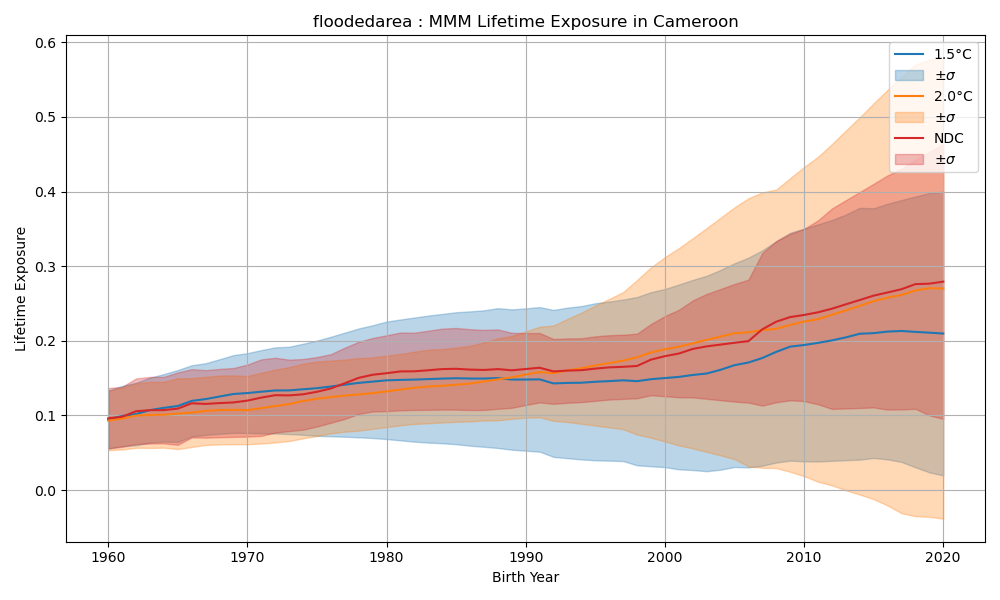 floodedarea : MMM Lifetime Exposure in Cameroon
0.6
0.5
0.4
0.3
0.2
0.1
0.0
Lifetime Exposure
1.5°C
±σ
2.0°C
±σ
NDC
±σ
1960 1970 1980 1990 2000 2010 2020
Birth Year